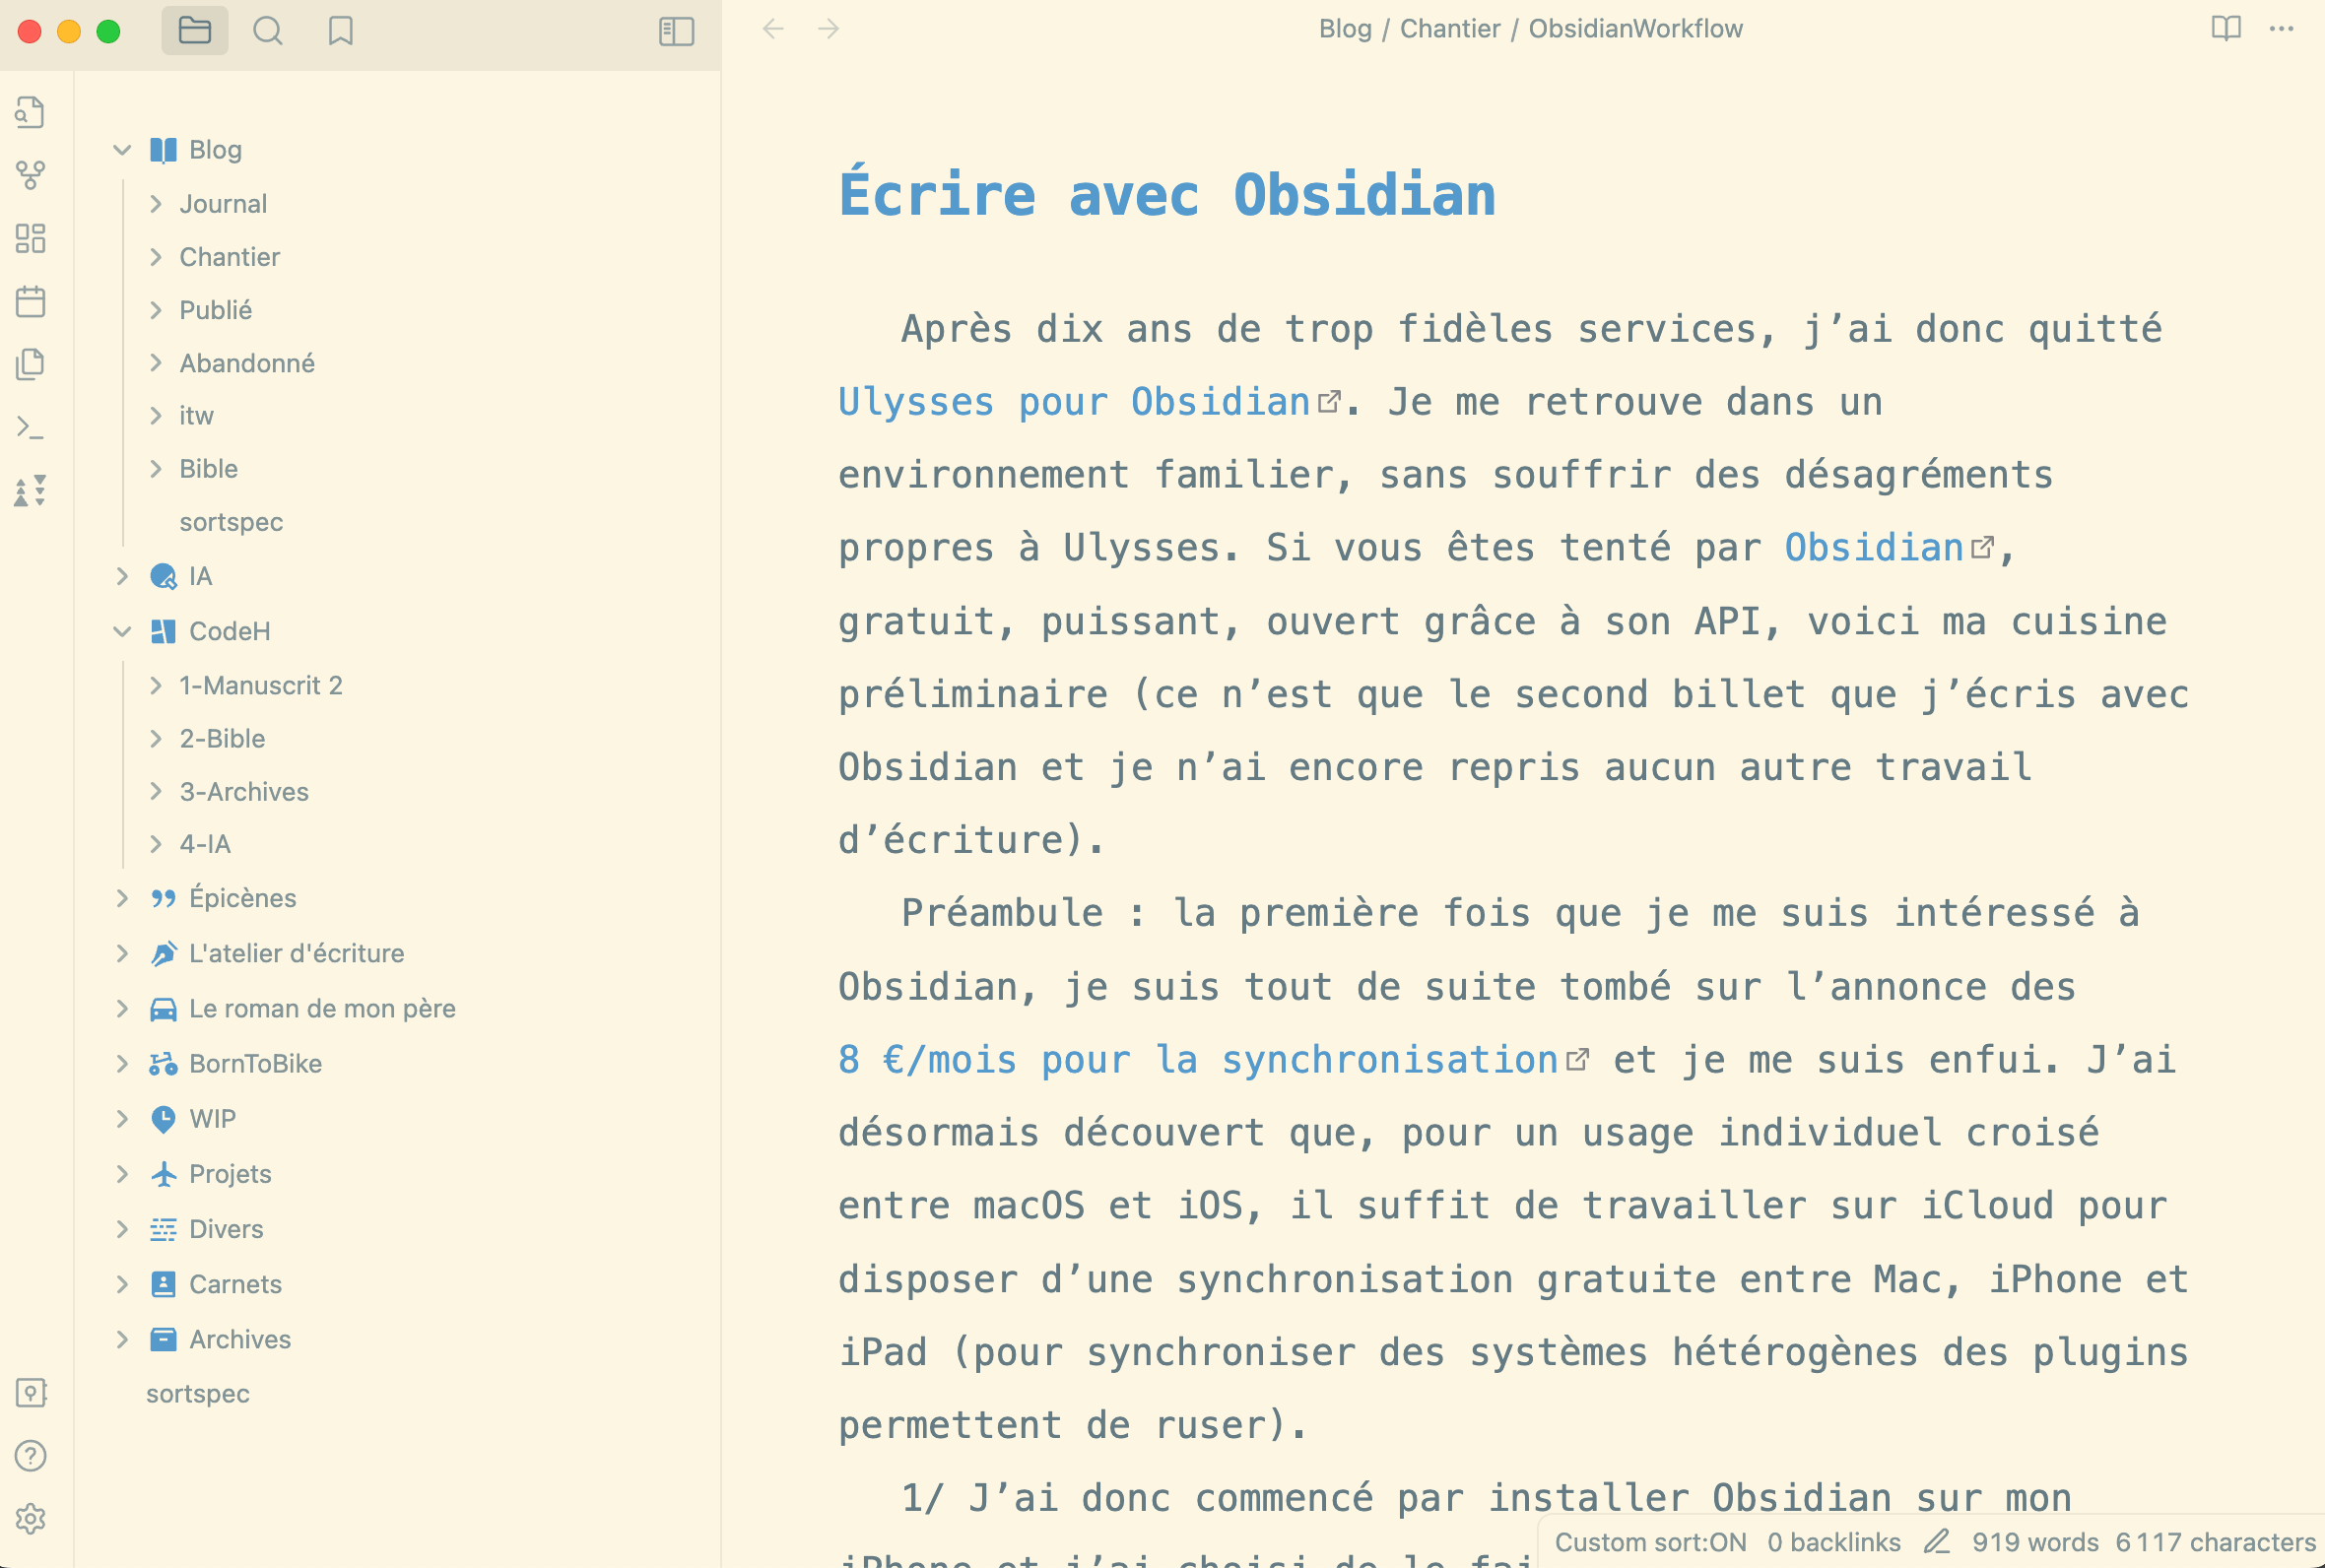 Blog / Chantier / ObsidianWorkflow
Blog
Journal
Chantier
Publié
Abandonné
itw
Bible
sortspec
IA
CodeH
1-Manuscrit 2
2-Bible
3-Archives
4-IA
Épicènes
L'atelier d'écriture
Le roman de mon père
BornToBike
WIP
Projets
Divers
Carnets
Archives
sortspec
Écrire avec Obsidian
Après dix ans de trop fidèles services, j’ai donc quitté
Ulysses pour Obsidian. Je me retrouve dans un
environnement familier, sans souffrir des désagréments
propres à Ulysses. Si vous êtes tenté par Obsidian,
gratuit, puissant, ouvert grâce à son API, voici ma cuisine
préliminaire (ce n’est que le second billet que j’écris avec
Obsidian et je n’ai encore repris aucun autre travail
d’écriture).
Préambule : la première fois que je me suis intéressé à
Obsidian, je suis tout de suite tombé sur l’annonce des
8 €/mois pour la synchronisation et je me suis enfui. J’ai
désormais découvert que, pour un usage individuel croisé
entre macOS et iOS, il suffit de travailler sur iCloud pour
disposer d’une synchronisation gratuite entre Mac, iPhone et
iPad (pour synchroniser des systèmes hétérogènes des plugins
permettent de ruser).
1/ J’ai donc commencé par installer Obsidian sur mon
iPhone et j’ai choisi de le
Custom sort:ON 0 backlinks 919 words 6 117 characters